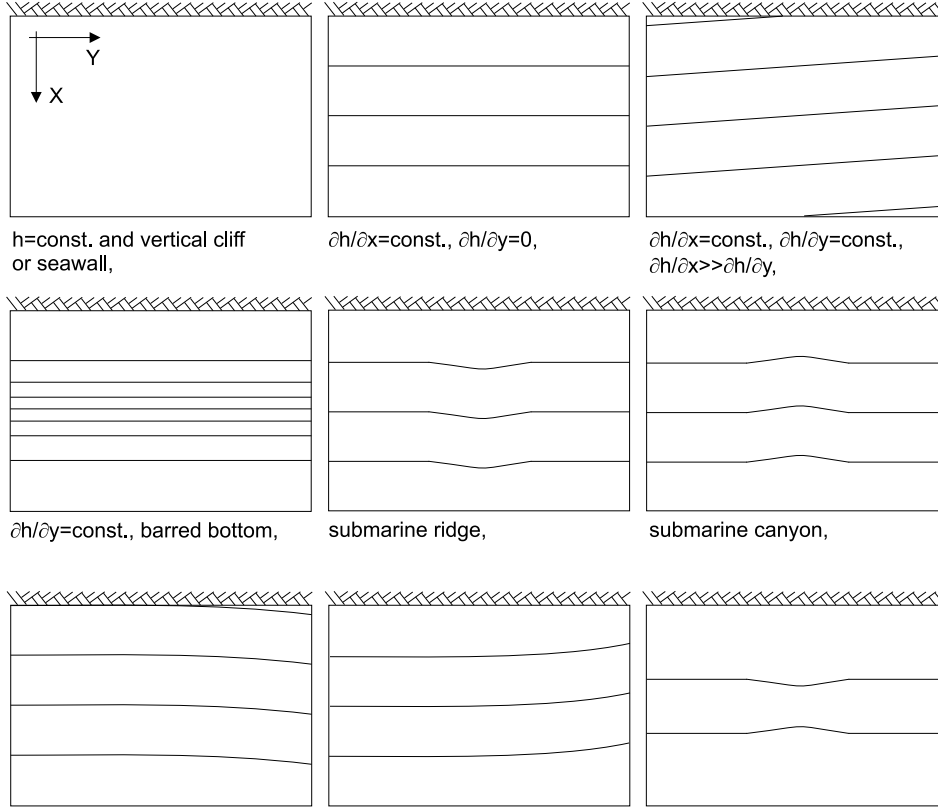 Y
X
h=const. and vertical cliff
or seawall,
∂h/∂x=const., ∂h/∂y=0,
∂h/∂x=const., ∂h/∂y=const.,
∂h/∂x>>∂h/∂y,
∂h/∂y=const., barred bottom,
submarine ridge,
submarine canyon,